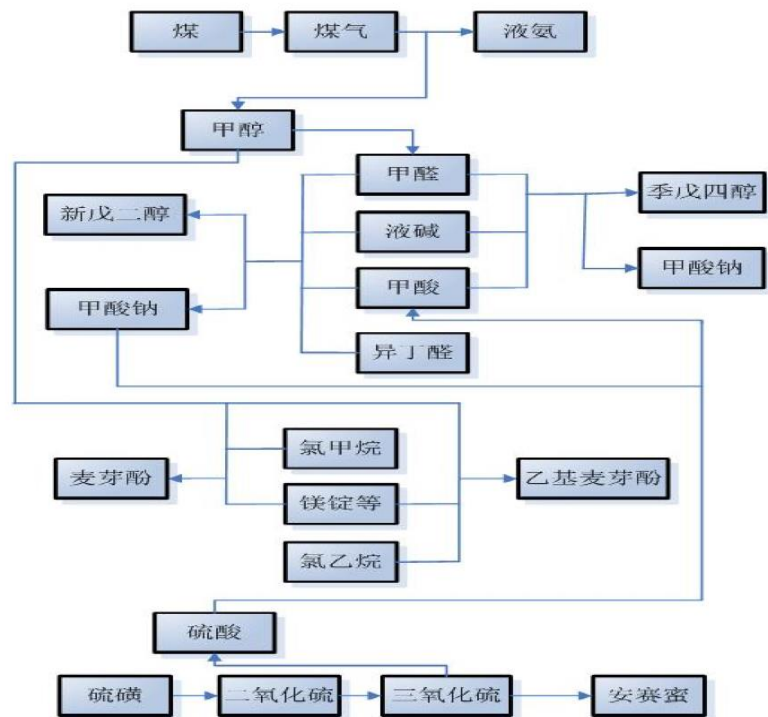 煤
煤气
液氨
甲醇
甲醛
季戊四醇
新戊二醇
液碱
甲酸钠
甲酸
甲酸钠
异丁醛
氯甲烷
麦芽酚
乙基麦芽酚
镁锭等
氯乙烷
硫酸
硫磺
二氧化硫
三氧化硫
安赛蜜